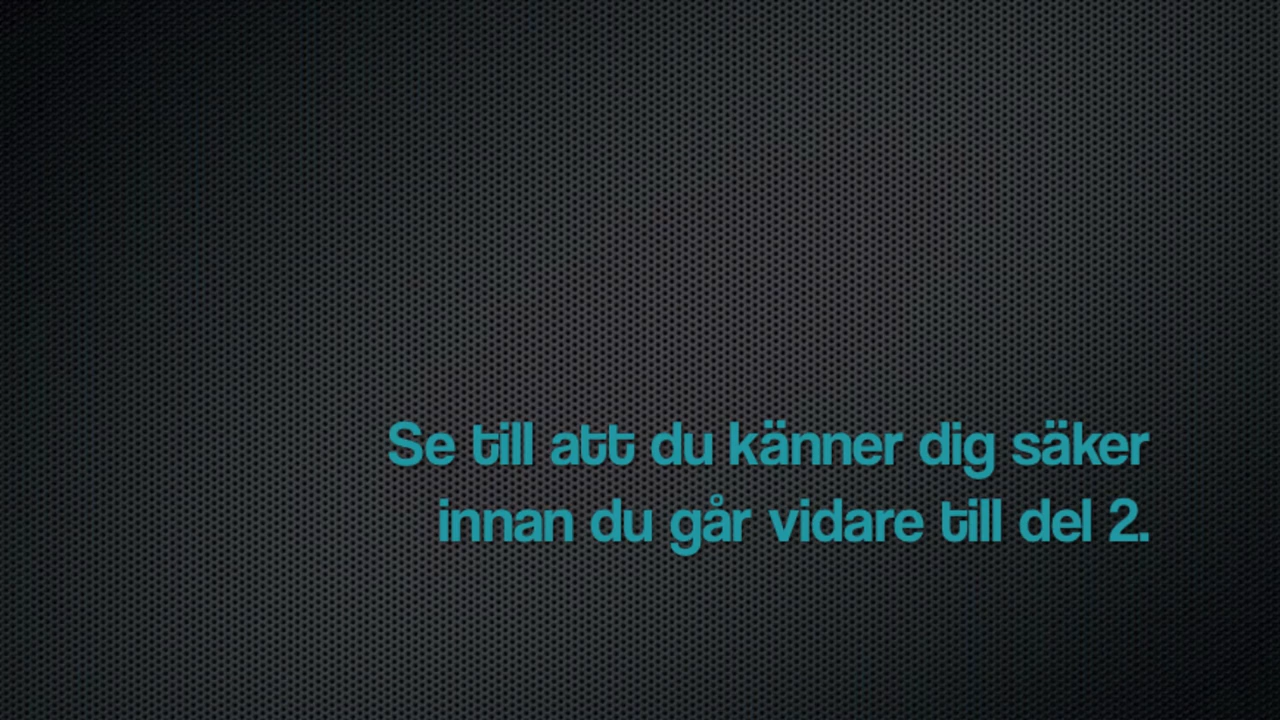 Se till att du känner dig säker
innan du går vidare till del 2.